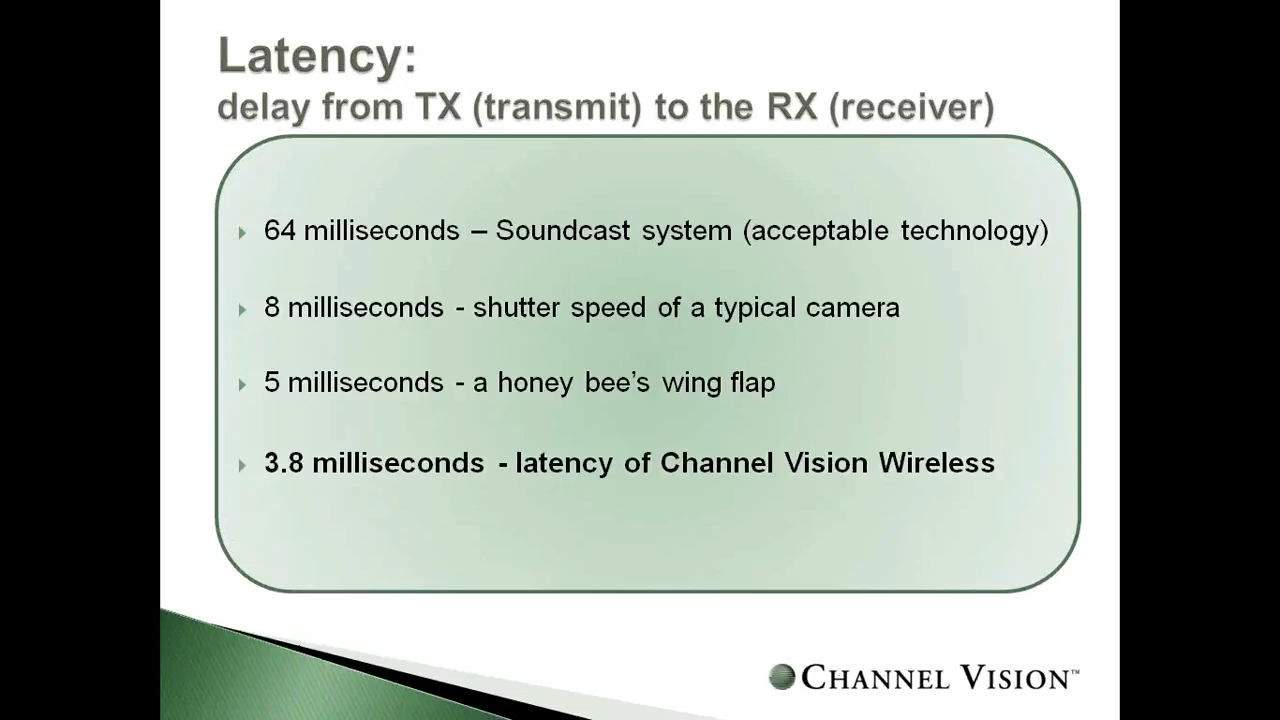 Latency:
delay from TX (transmit) to the RX (receiver)
64 milliseconds – Soundcast system (acceptable technology)
8 milliseconds - shutter speed of a typical camera
5 milliseconds - a honey bee’s wing flap
3.8 milliseconds - latency of Channel Vision Wireless
CHANNEL VISION™